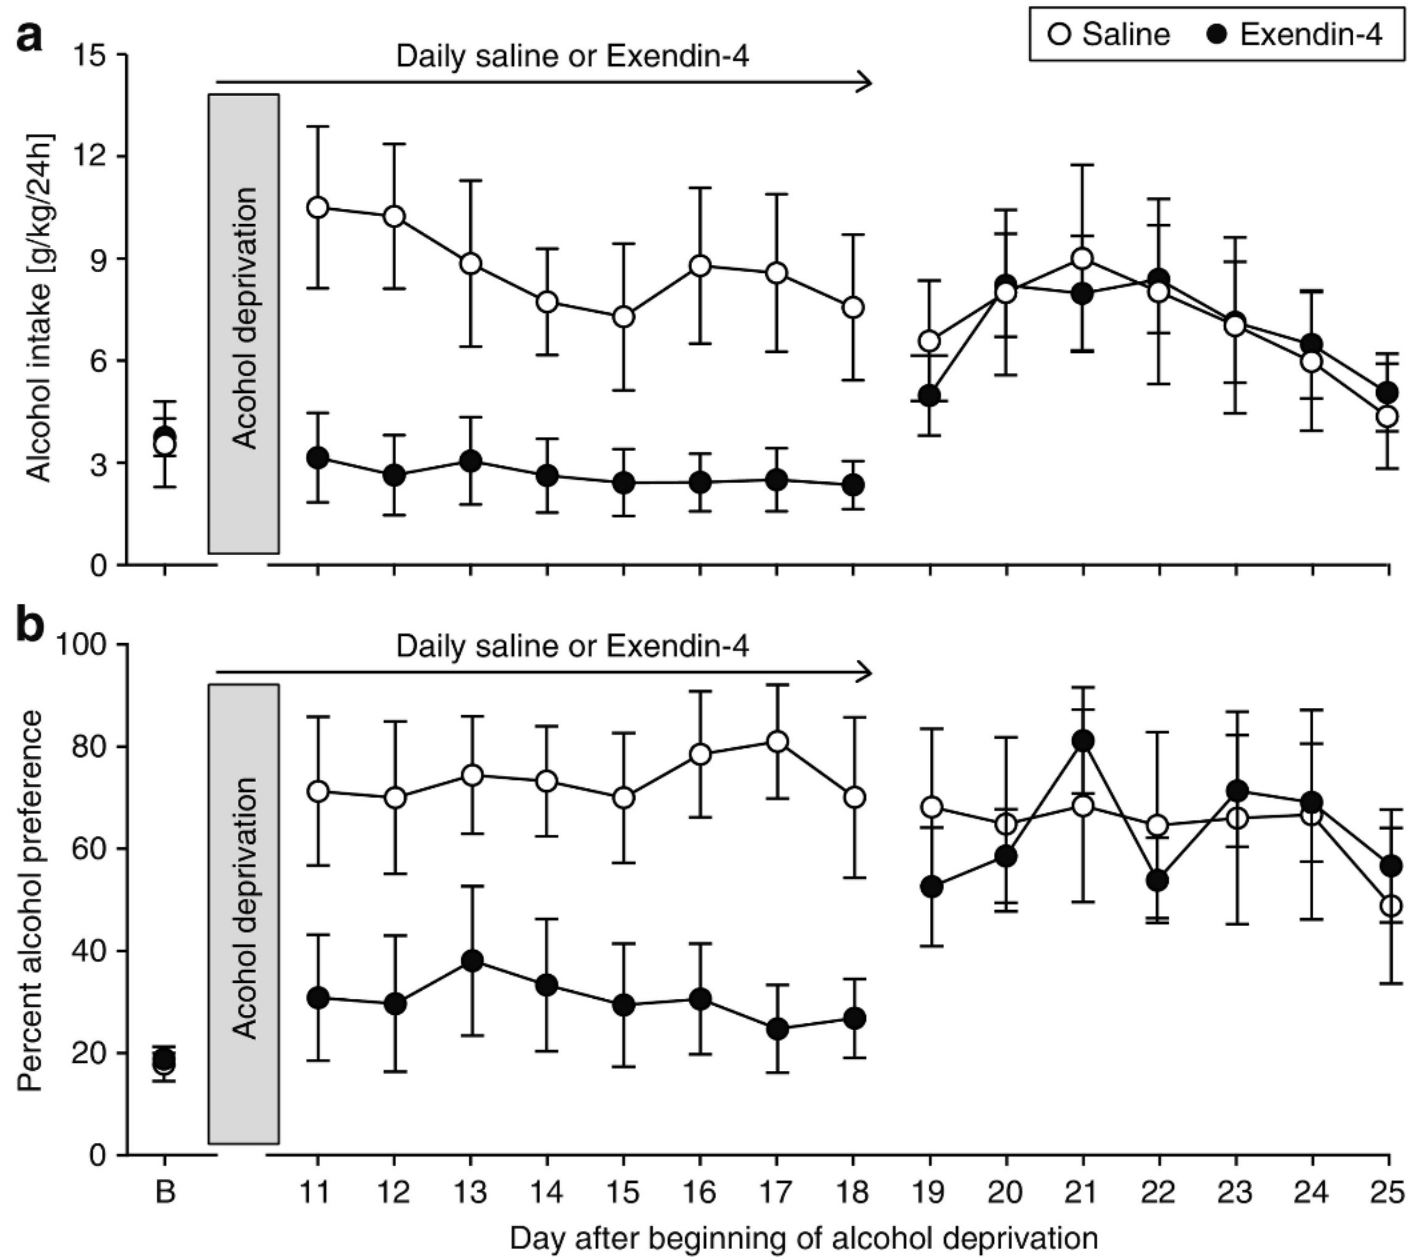 a
Saline Exendin-4
Daily saline or Exendin-4
15
12
9
6
3
0
Alcohol intake [g/kg/24h]
Acohol deprivation
b
Daily saline or Exendin-4
100
80
60
40
20
0
Percent alcohol preference
Acohol deprivation
B 11 12 13 14 15 16 17 18 19 20 21 22 23 24 25
Day after beginning of alcohol deprivation